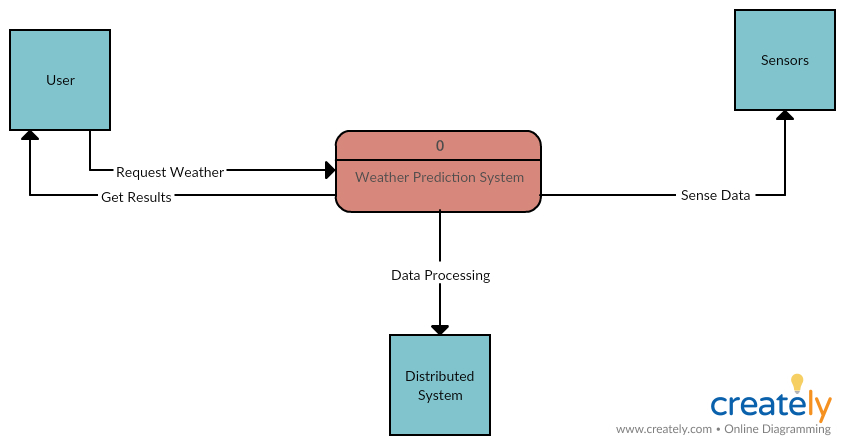 User
Sensors
0
Weather Prediction System
Request Weather
Get Results
Sense Data
Data Processing
Distributed
System
creately
www.creately.com • Online Diagramming